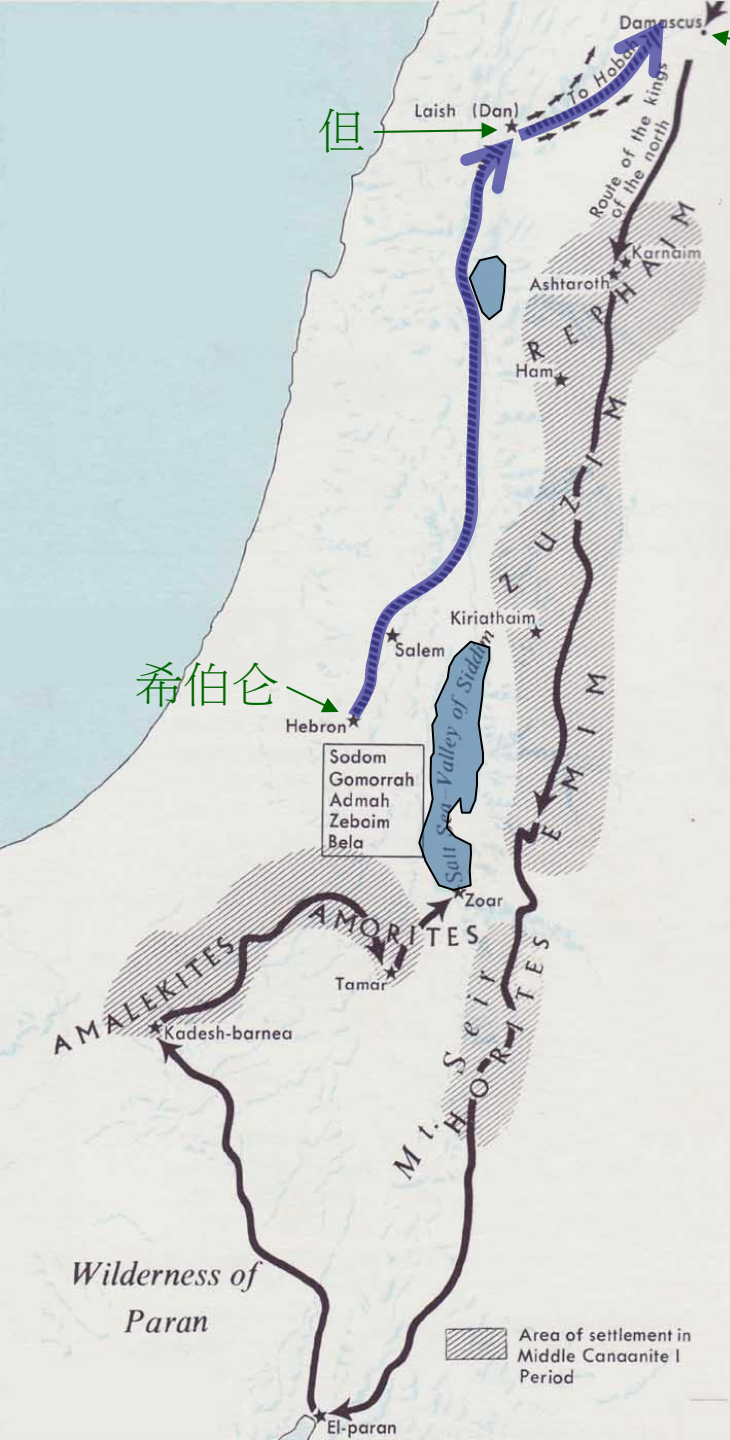 Damascus
Laish (Dan)
但
To Hobah
Route of the kings
of the north
Karnaim
Ashtaroth
REPHAIM
Ham
ZUZIM
Kiriathaim
Salem
希伯仑
Hebron
Salt Sea-Valley of Siddim
EMIM
Sodom
Gomorrah
Admah
Zeboim
Bela
Zoar
AMORITES
Tamar
AMALEKITES
Kadesh-barnea
Mt. Seir
HORITES
Wilderness of
Paran
Area of settlement in
Middle Canaanite I
Period
El-paran